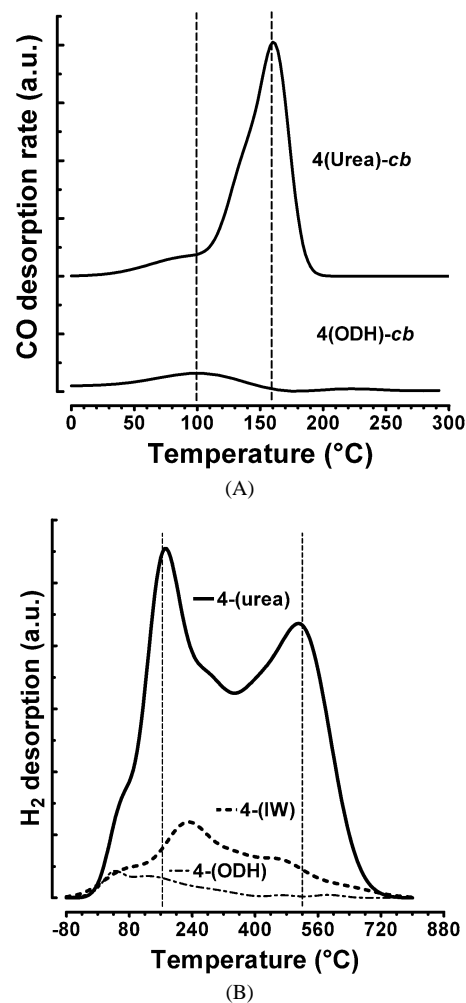 CO desorption rate (a.u.)
4(Urea)-cb
4(ODH)-cb
0 50 100 150 200 250 300
Temperature (°C)
(A)
H₂ desorption (a.u.)
4-(urea)
4-(IW)
4-(ODH)
-80 80 240 400 560 720 880
Temperature (°C)
(B)